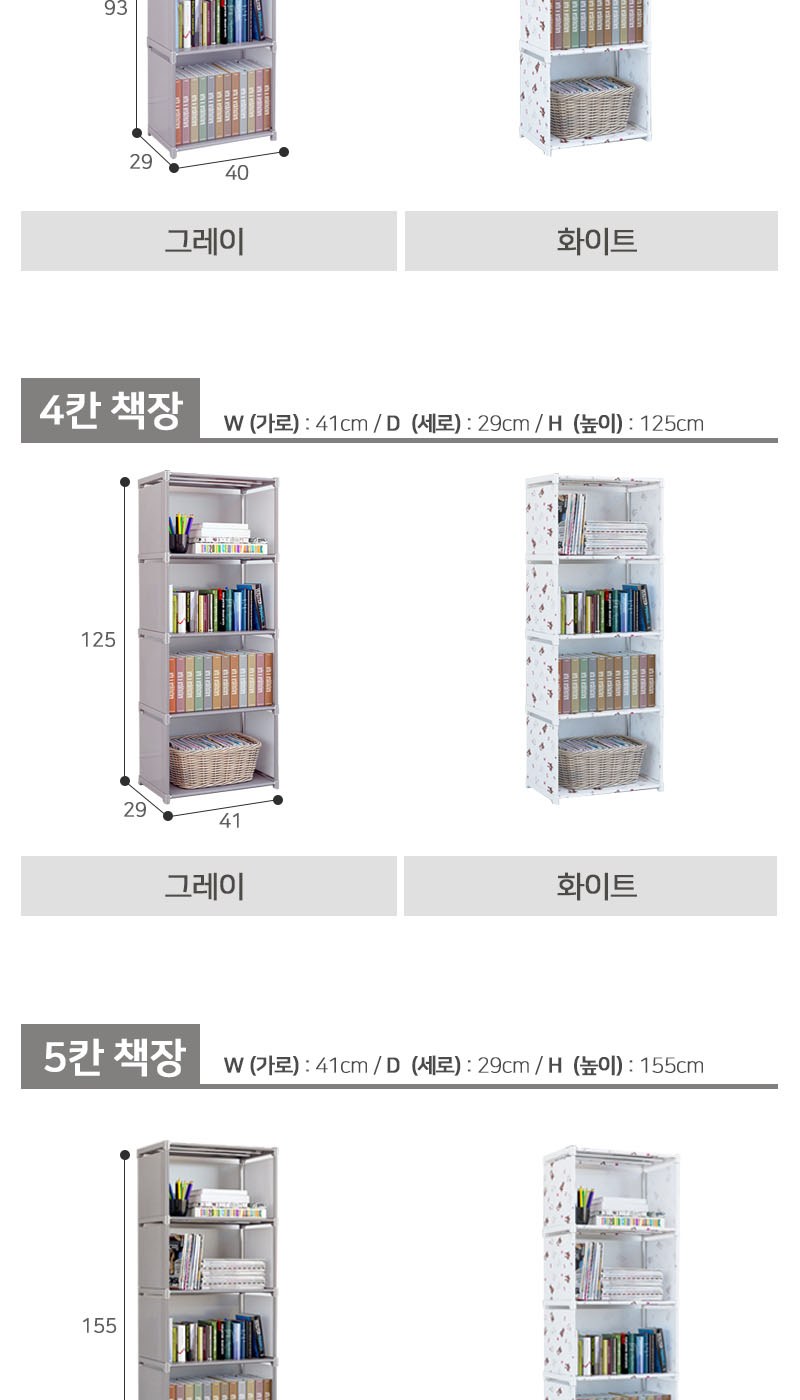 93
29
40
그레이
화이트
4칸 책장
W (가로) : 41cm / D (세로) : 29cm / H (높이) : 125cm
125
29
41
그레이
화이트
5칸 책장
W (가로) : 41cm / D (세로) : 29cm / H (높이) : 155cm
155